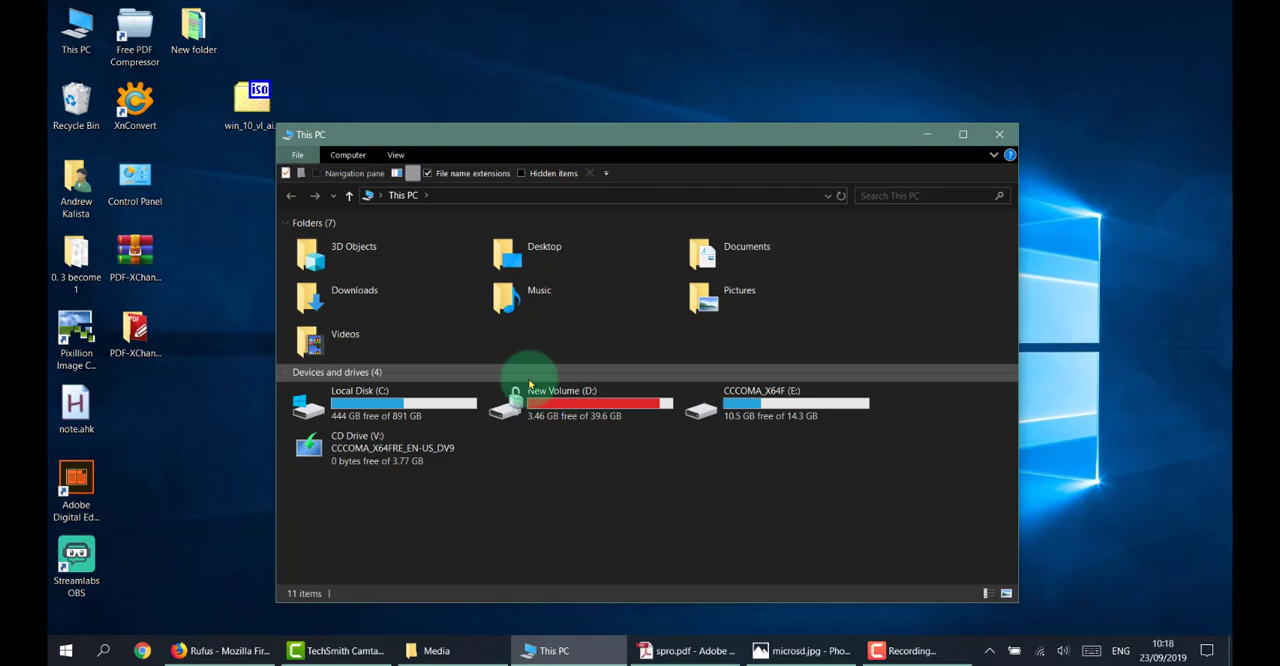 This PC
Free PDF
Compressor
New folder
Recycle Bin
XnConvert
iso
win_10_vl_ai...
Andrew
Kalista
Control Panel
0. 3 become
1
PDF-XChan...
Pixillion
Image C...
PDF-XChan...
note.ahk
Adobe
Digital Ed...
Streamlabs
OBS
This PC
File
Computer
View
Navigation pane
File name extensions
Hidden items
This PC
Search This PC
Folders (7)
3D Objects
Desktop
Documents
Downloads
Music
Pictures
Videos
Devices and drives (4)
Local Disk (C:)
444 GB free of 891 GB
New Volume (D:)
3.46 GB free of 39.6 GB
CCCOMA_X64F (E:)
10.5 GB free of 14.3 GB
CD Drive (V:)
CCCOMA_X64FRE_EN-US_DV9
0 bytes free of 3.77 GB
11 items
Rufus - Mozilla Fir...
TechSmith Camta...
Media
This PC
spro.pdf - Adobe ...
microsd.jpg - Pho...
Recording...
ENG
10:18
23/09/2019